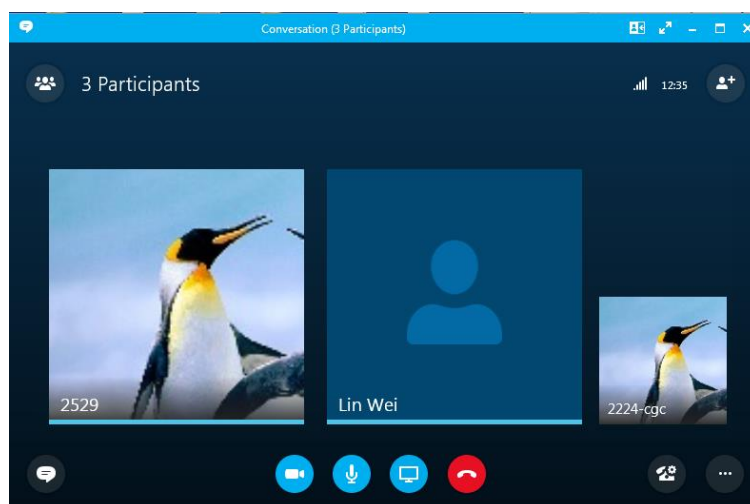 Conversation (3 Participants)
3 Participants
12:35
2529
Lin Wei
2224-cgc